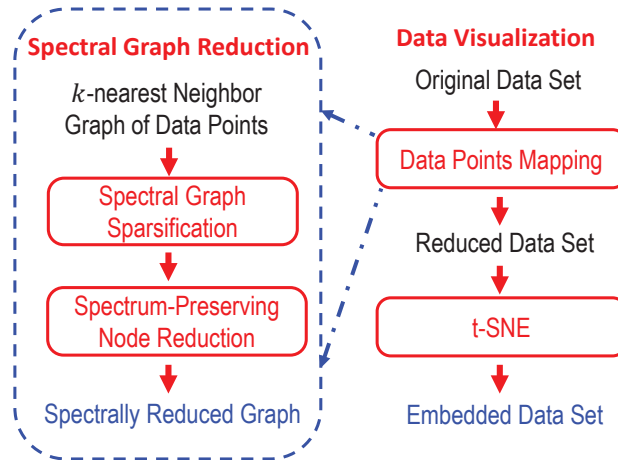 Spectral Graph Reduction
k-nearest Neighbor
Graph of Data Points
Spectral Graph
Sparsification
Spectrum-Preserving
Node Reduction
Spectrally Reduced Graph
Data Visualization
Original Data Set
Data Points Mapping
Reduced Data Set
t-SNE
Embedded Data Set